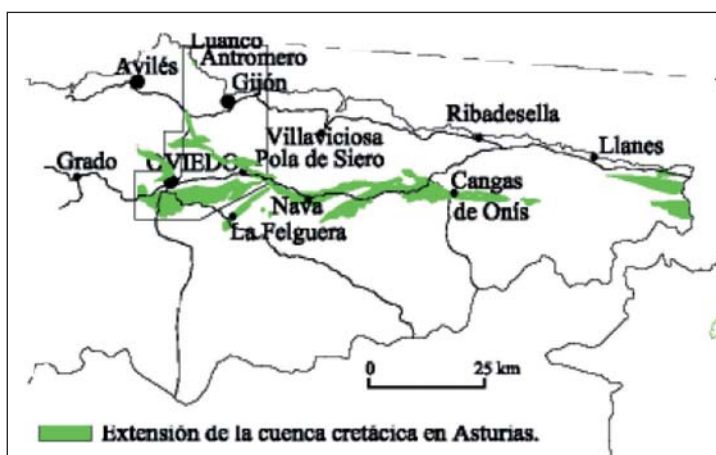 Luanco
Antromero
Avilés
Gijón
Ribadesella
Villaviciosa
Llanes
Grado
OVIEDO
Pola de Siero
Cangas
de Onís
Nava
La Felguera
0 25 km
Extensión de la cuenca cretácica en Asturias.